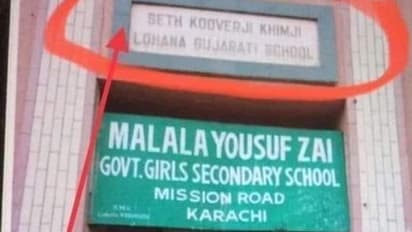 SETH KOOVERJI KHIMJI
LOHANA GUJARATI SCHOOL
MALALA YOUSUF ZAI
GOVT. GIRLS SECONDARY SCHOOL
MISSION ROAD
KARACHI